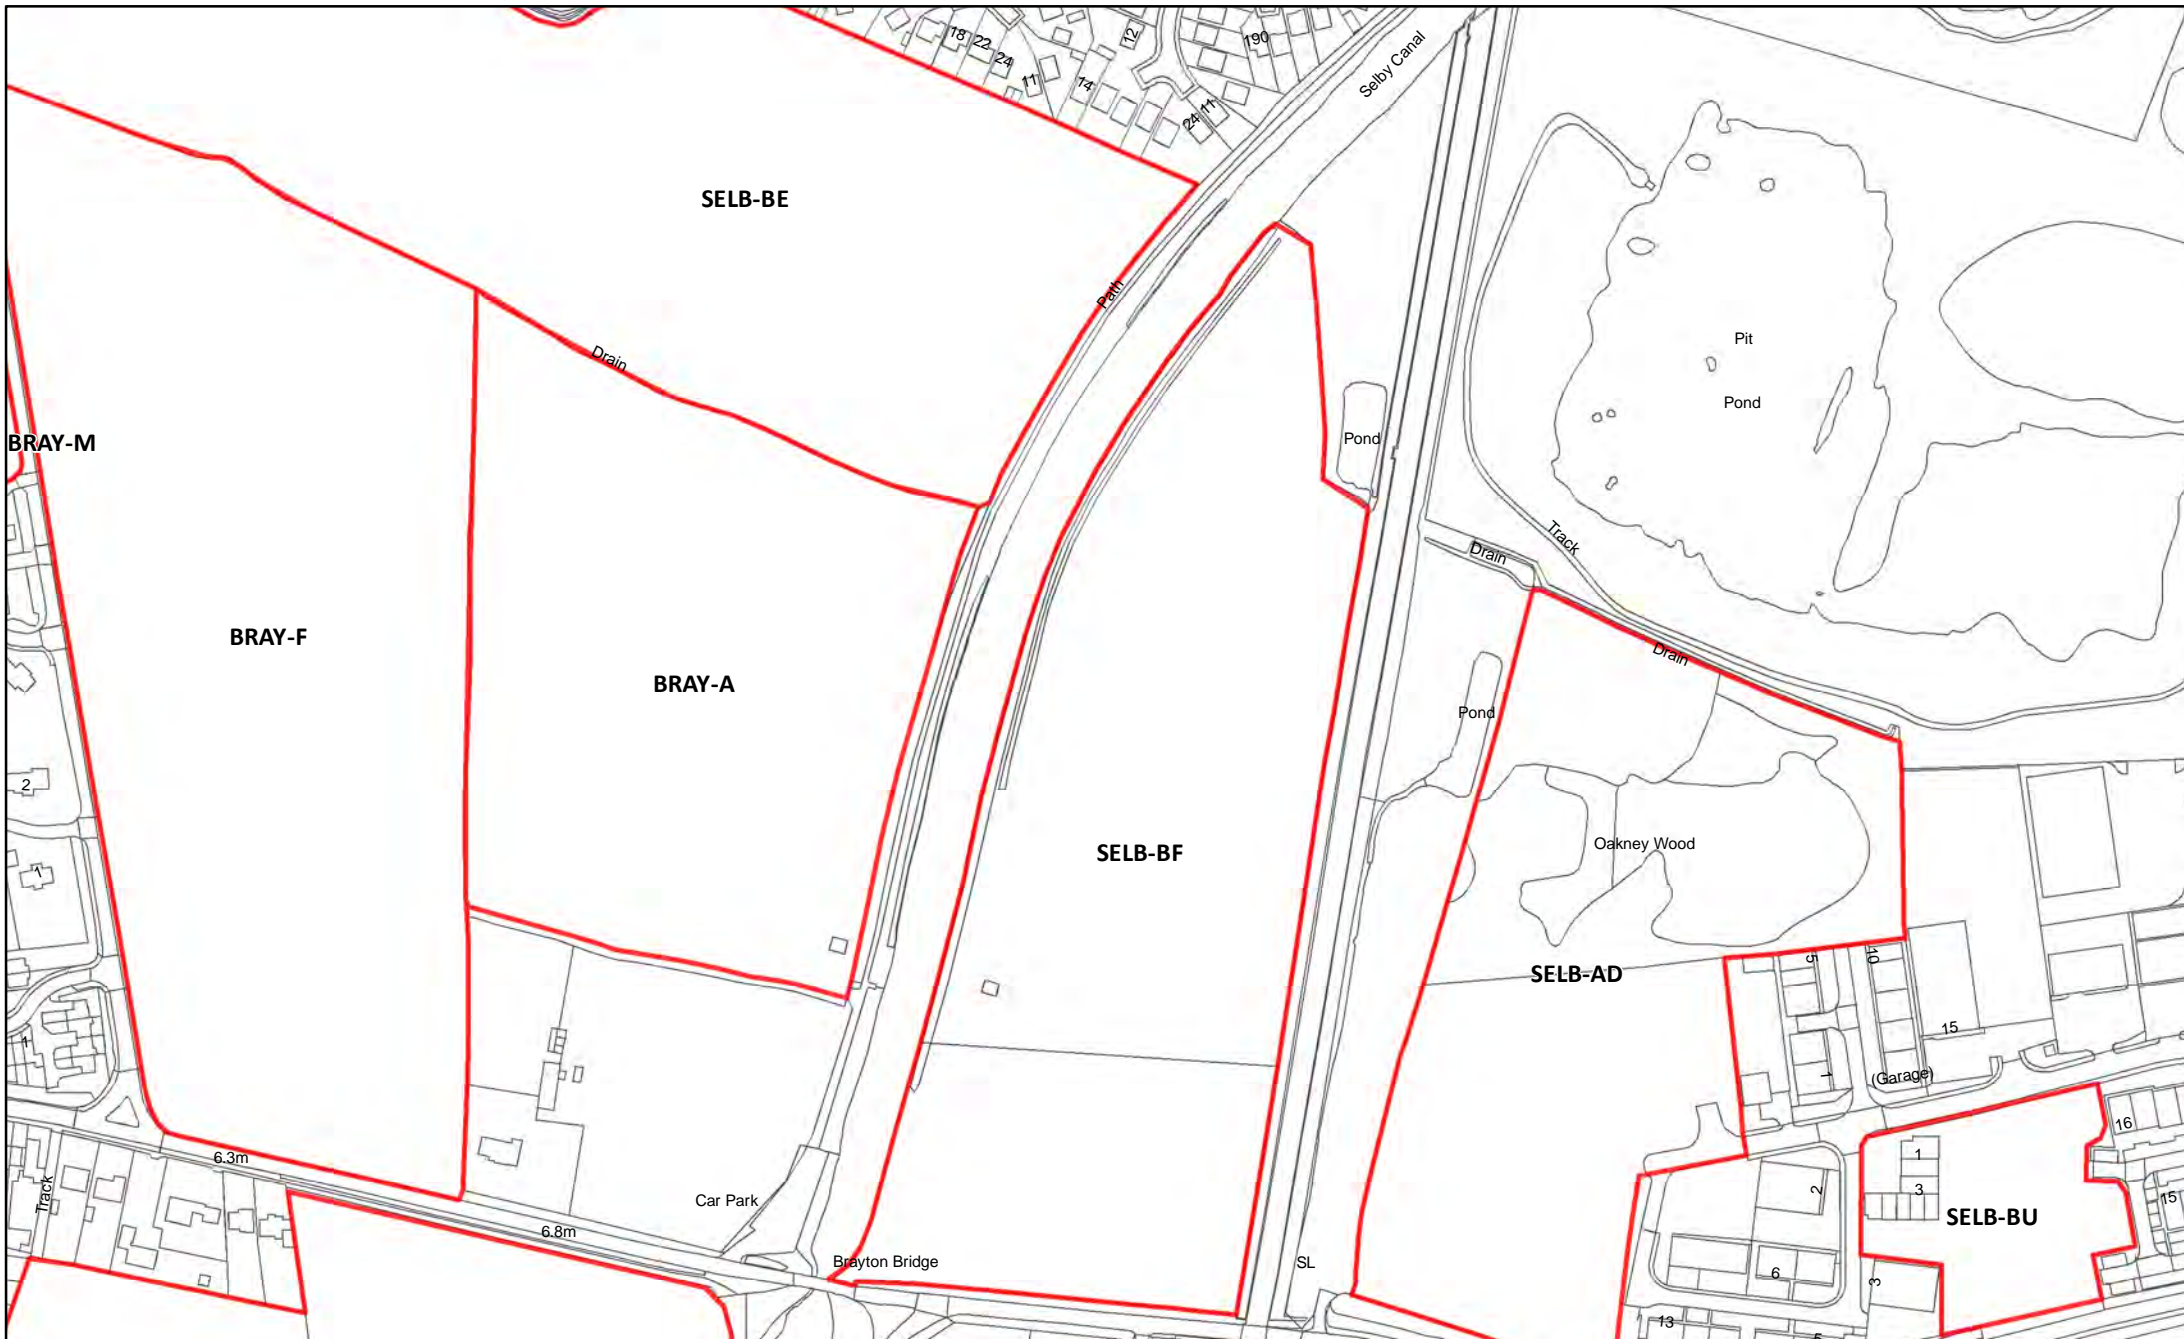 18
22
24
11
14
12
190
24
11
Selby Canal
SELB-BE
Path
Drain
Pit
Pond
BRAY-M
Pond
Track
Drain
BRAY-F
BRAY-A
Drain
Pond
2
1
SELB-BF
Oakney Wood
SELB-AD
5
10
15
1
1
(Garage)
16
6.3m
Track
Car Park
6.8m
Brayton Bridge
SL
2
1
3
SELB-BU
15
6
3
13
5